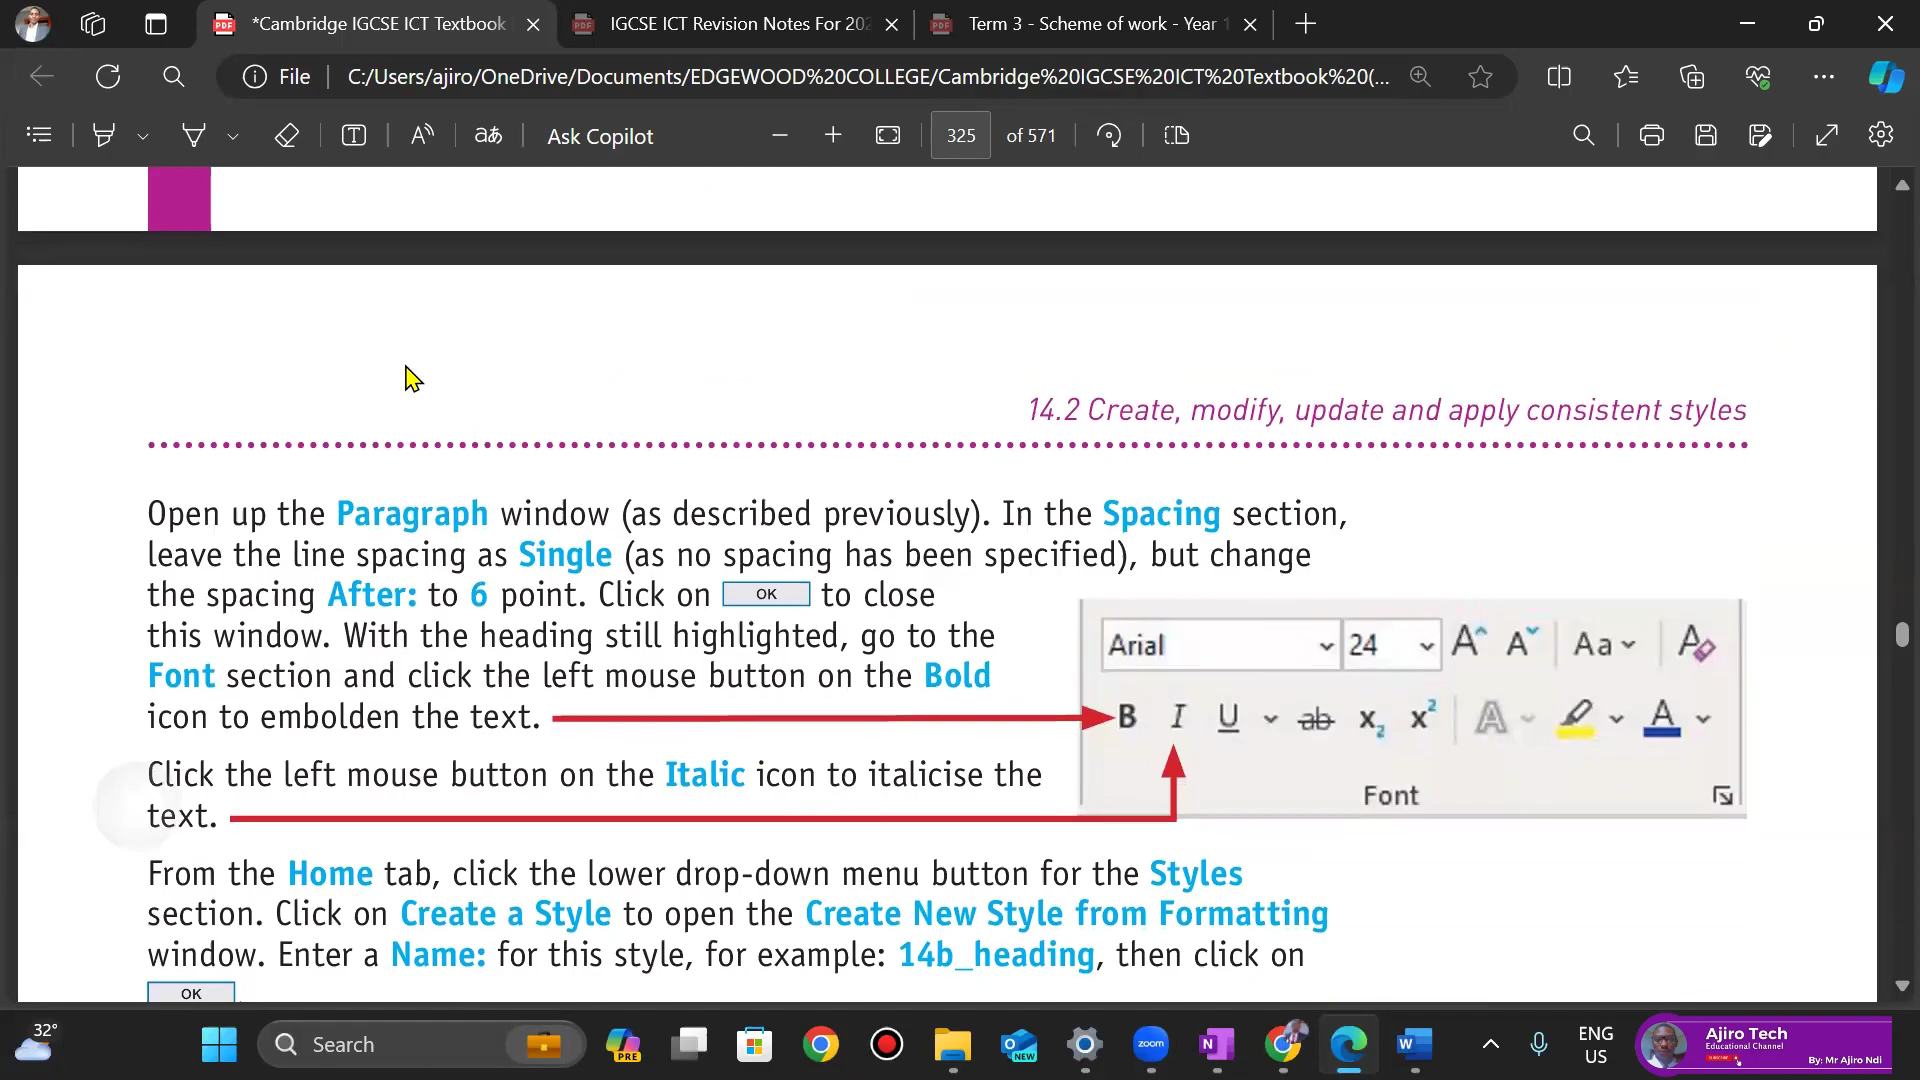 *Cambridge IGCSE ICT Textbook
IGCSE ICT Revision Notes For 202
Term 3 - Scheme of work - Year 1
File
C:/Users/ajiro/OneDrive/Documents/EDGEWOOD%20COLLEGE/Cambridge%20IGCSE%20ICT%20Textbook%20(...
Ask Copilot
325 of 571
14.2 Create, modify, update and apply consistent styles
Open up the Paragraph window (as described previously). In the Spacing section,
leave the line spacing as Single (as no spacing has been specified), but change
the spacing After: to 6 point. Click on OK to close
this window. With the heading still highlighted, go to the
Font section and click the left mouse button on the Bold
icon to embolden the text.
Arial 24 A A Aa A
B I U ab x2 x2 A A
Font
Click the left mouse button on the Italic icon to italicise the
text.
From the Home tab, click the lower drop-down menu button for the Styles
section. Click on Create a Style to open the Create New Style from Formatting
window. Enter a Name: for this style, for example: 14b_heading, then click on
OK
32°
Search
PRE
NEW
zoom
ENG
US
Ajiro Tech
Educational Channel
By: Mr Ajiro Ndi